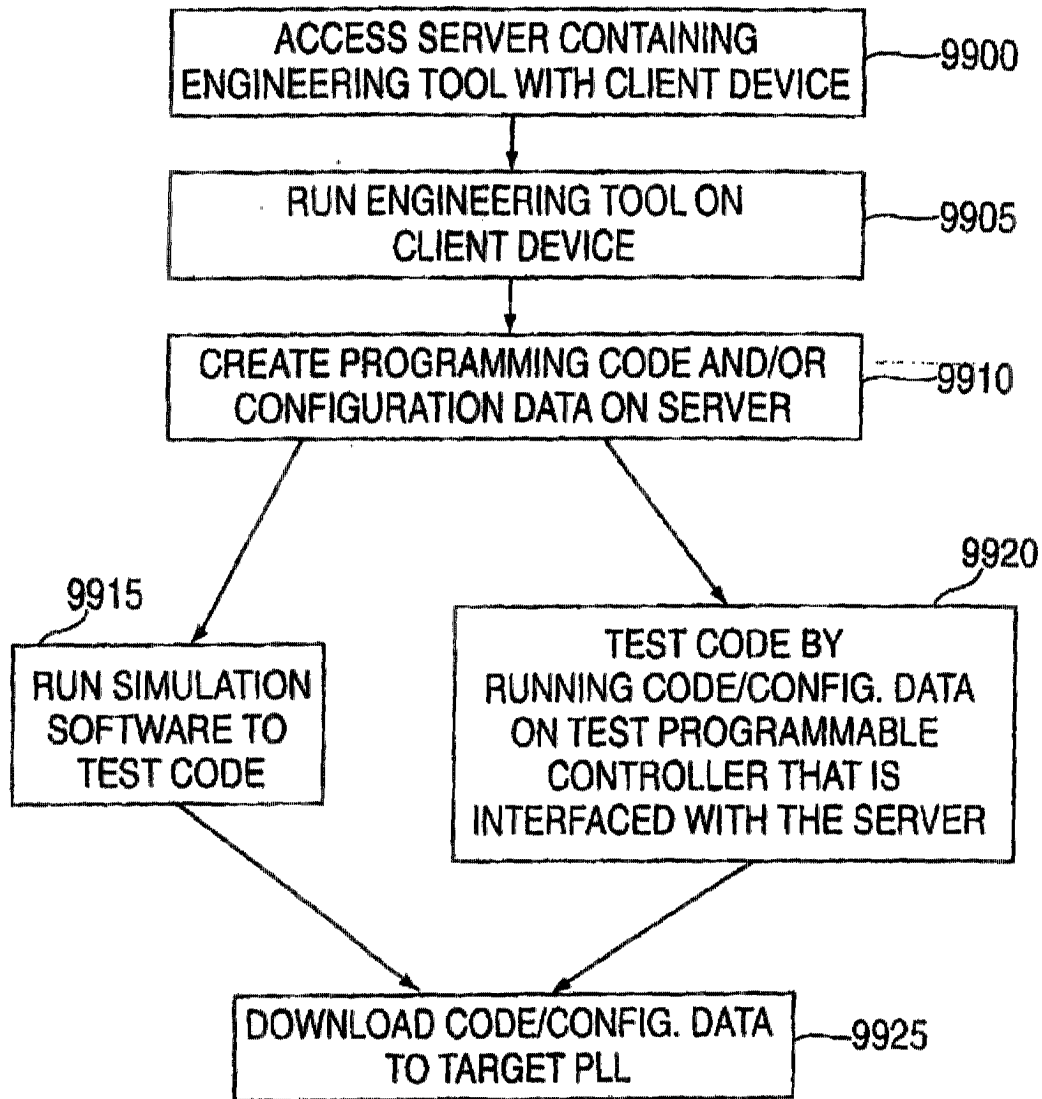 ACCESS SERVER CONTAINING
ENGINEERING TOOL WITH CLIENT DEVICE
9900
RUN ENGINEERING TOOL ON
CLIENT DEVICE
9905
CREATE PROGRAMMING CODE AND/OR
CONFIGURATION DATA ON SERVER
9910
9915
RUN SIMULATION
SOFTWARE TO
TEST CODE
9920
TEST CODE BY
RUNNING CODE/CONFIG. DATA
ON TEST PROGRAMMABLE
CONTROLLER THAT IS
INTERFACED WITH THE SERVER
DOWNLOAD CODE/CONFIG. DATA
TO TARGET PLL
9925